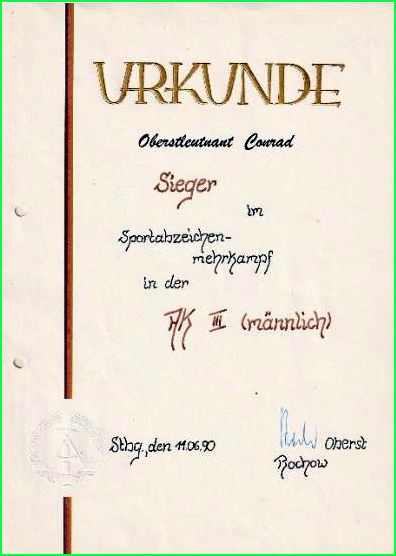 URKUNDE
Oberstleutnant Conrad
Sieger
im
Sportabzeichen-
mehrkampf
in der
AK III (männlich)
Stbg., den 11.06.90
Oberst
Rochow